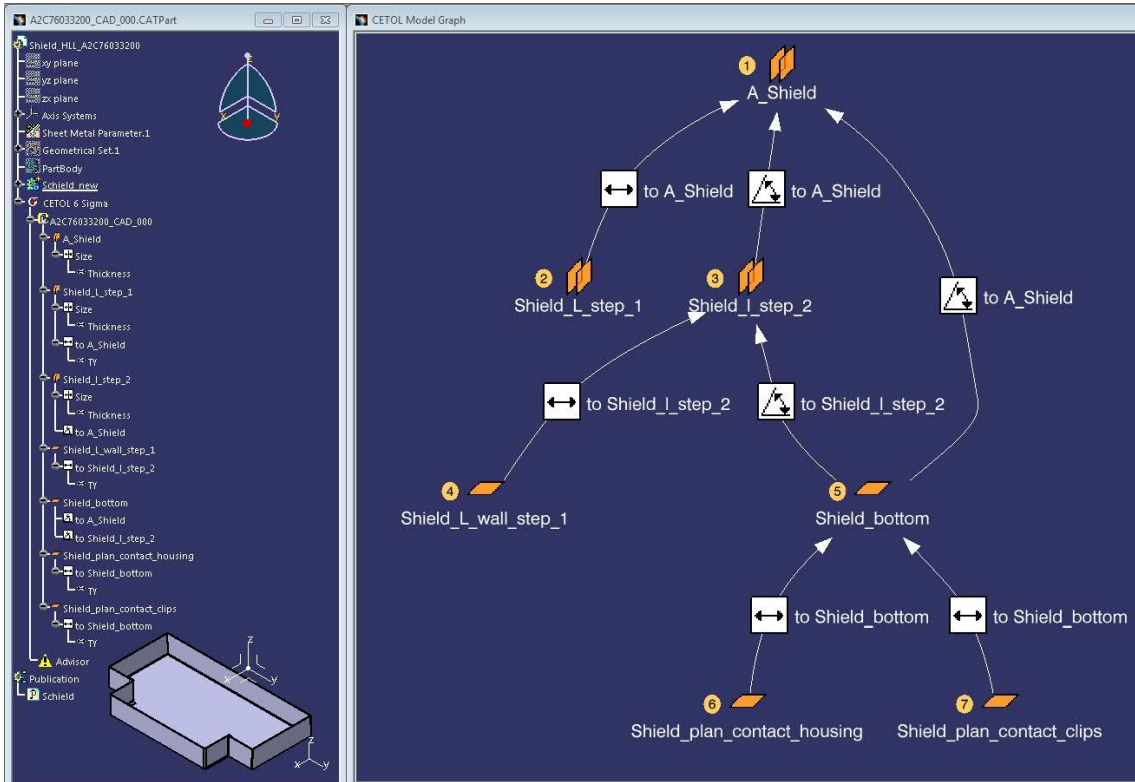 A2C76033200_CAD_000.CATPart
Shield_HLL_A2C76033200
xy plane
yz plane
zx plane
Axis Systems
Sheet Metal Parameter.1
Geometrical Set.1
PartBody
Schield_new
CETOL 6 Sigma
A2C76033200_CAD_000
A_Shield
Size
Thickness
Shield_L_step_1
Size
Thickness
to A_Shield
TY
Shield_l_step_2
Size
Thickness
to A_Shield
Shield_L_wall_step_1
to Shield_l_step_2
TY
Shield_bottom
to A_Shield
to Shield_l_step_2
Shield_plan_contact_housing
to Shield_bottom
TY
Shield_plan_contact_clips
to Shield_bottom
TY
Advisor
Publication
Schield
z
x
y
z
x
y
z
x
y
CETOL Model Graph
1
A_Shield
to A_Shield
to A_Shield
2
Shield_L_step_1
3
Shield_l_step_2
to A_Shield
to Shield_l_step_2
to Shield_l_step_2
4
Shield_L_wall_step_1
5
Shield_bottom
to Shield_bottom
to Shield_bottom
6
Shield_plan_contact_housing
7
Shield_plan_contact_clips